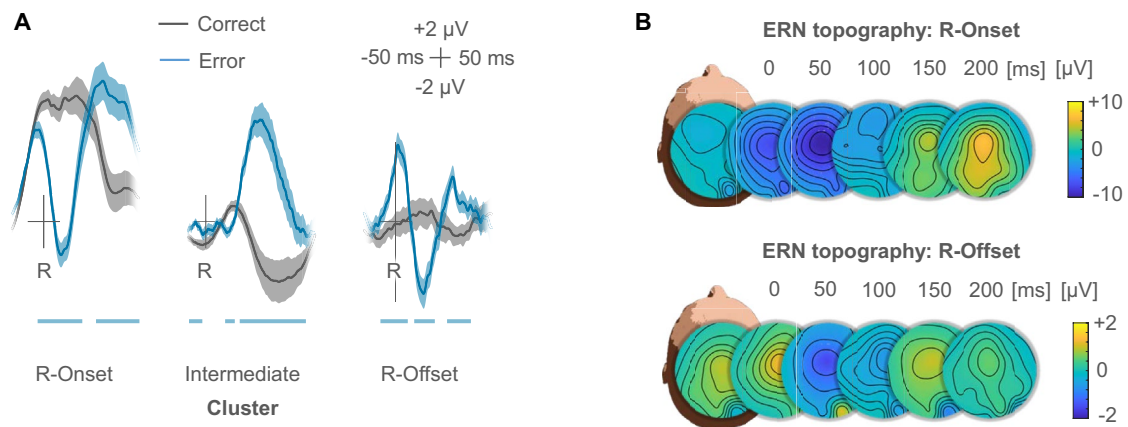 A
Correct
Error
+2 µV
-50 ms 50 ms
-2 µV
R
R
R
R-Onset
Intermediate
R-Offset
Cluster
B
ERN topography: R-Onset
0 50 100 150 200 [ms] [µV]
+10
0
-10
ERN topography: R-Offset
0 50 100 150 200 [ms] [µV]
+2
0
-2